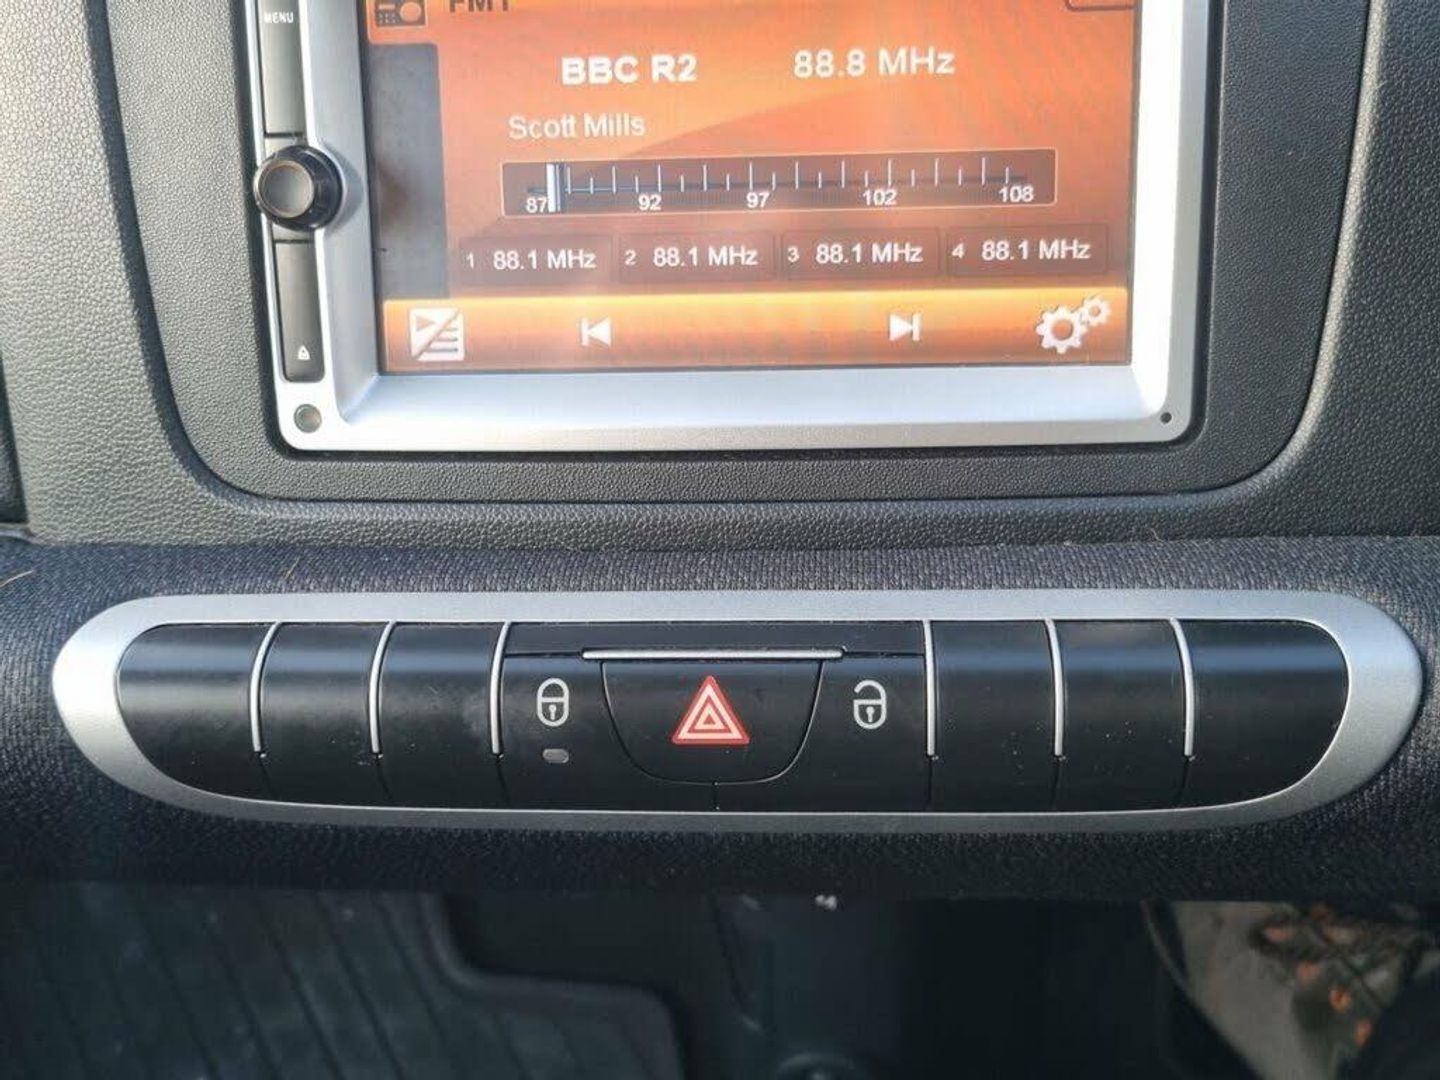 MENU
FM1
BBC R2 88.8 MHz
Scott Mills
87 92 97 102 108
1 88.1 MHz 2 88.1 MHz 3 88.1 MHz 4 88.1 MHz